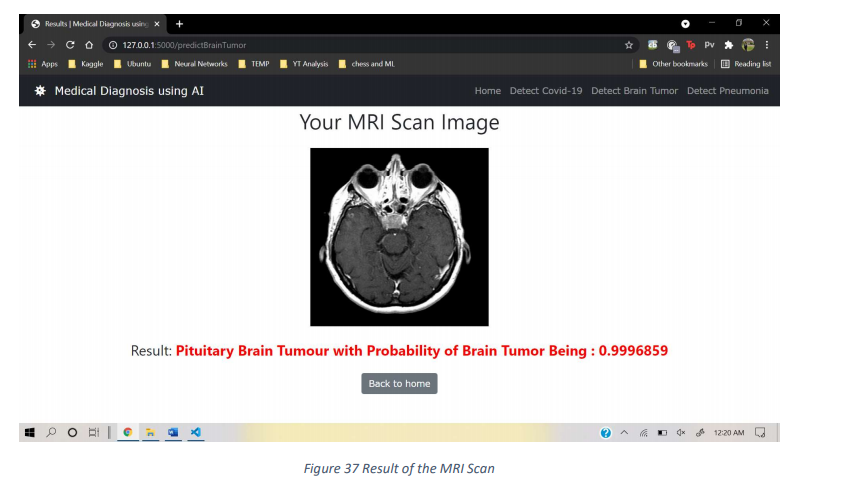 Results | Medical Diagnosis using
127.0.0.1:5000/predictBrainTumor
Apps Kaggle Ubuntu Neural Networks TEMP YT Analysis chess and ML Other bookmarks Reading list
Medical Diagnosis using AI Home Detect Covid-19 Detect Brain Tumor Detect Pneumonia
Your MRI Scan Image
Result: Pituitary Brain Tumour with Probability of Brain Tumor Being : 0.9996859
Back to home
12:20 AM
Figure 37 Result of the MRI Scan